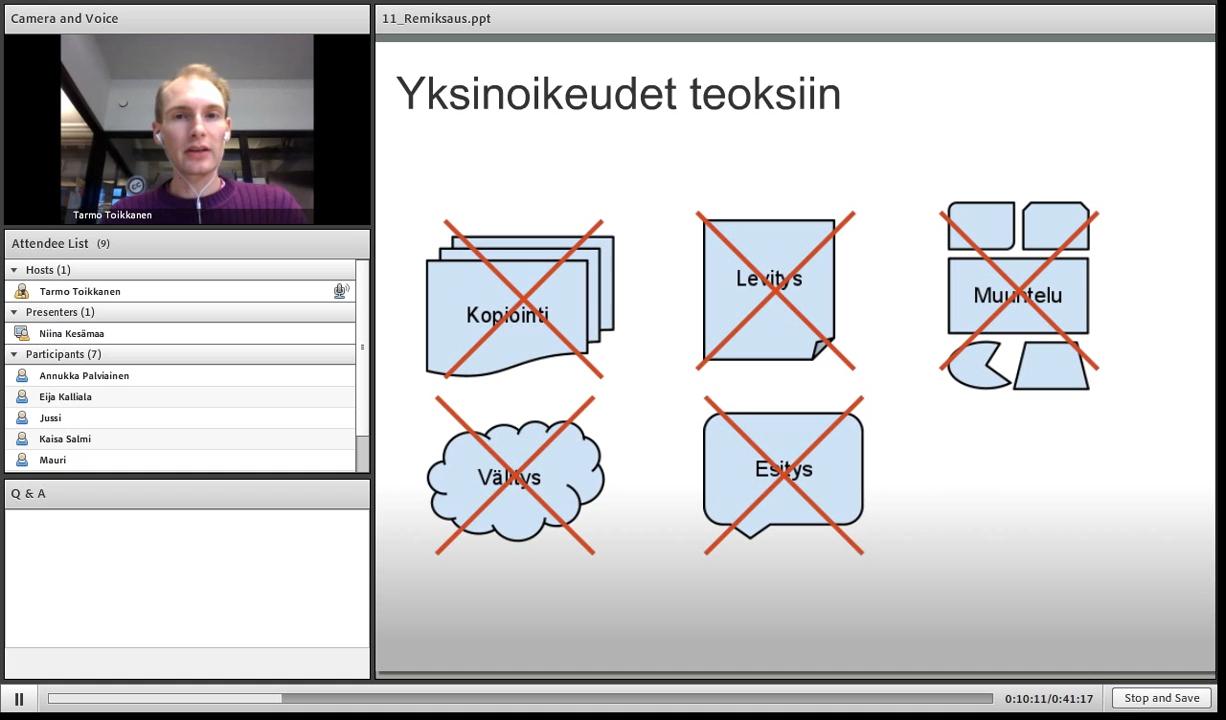 Camera and Voice
Tarmo Toikkanen
Attendee List (9)
Hosts (1)
Tarmo Toikkanen
Presenters (1)
Niina Kesämaa
Participants (7)
Annukka Palviainen
Eija Kalliala
Jussi
Kaisa Salmi
Mauri
Q & A
11_Remiksaus.ppt
Yksinoikeudet teoksiin
Kopiointi
Levitys
Muuntelu
Välitys
Esitys
0:10:11/0:41:17
Stop and Save